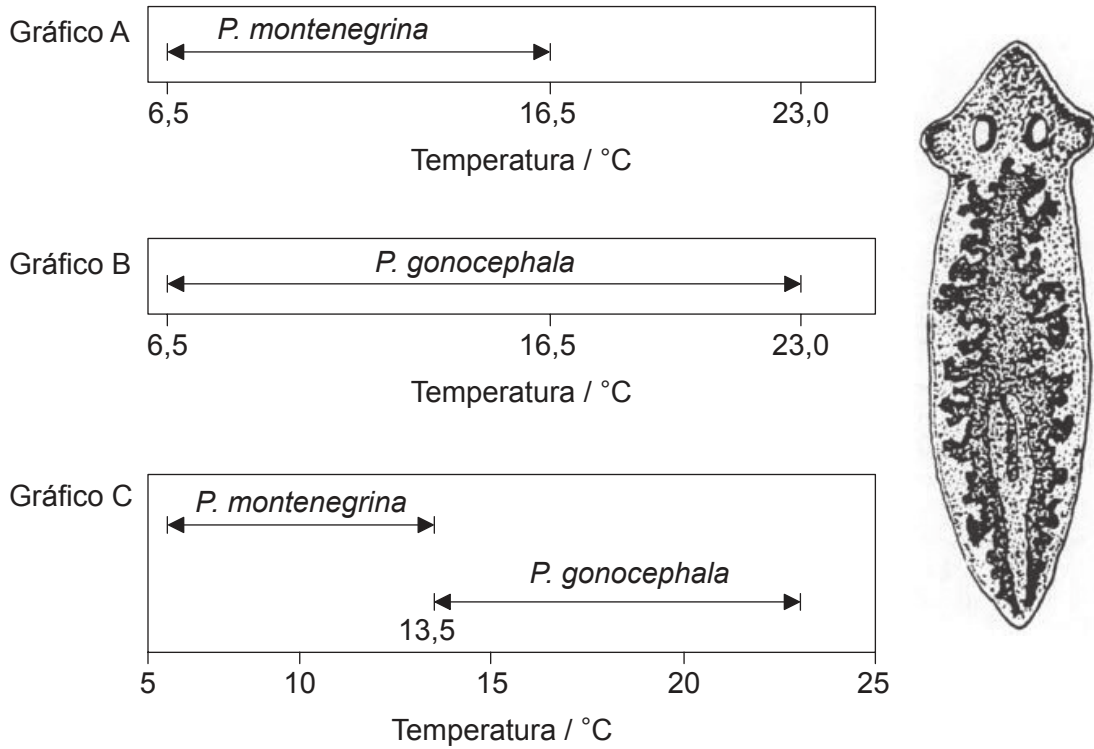 Gráfico A
P. montenegrina
6,5 16,5 23,0
Temperatura / °C
Gráfico B
P. gonocephala
6,5 16,5 23,0
Temperatura / °C
Gráfico C
P. montenegrina
P. gonocephala
13,5
5 10 15 20 25
Temperatura / °C